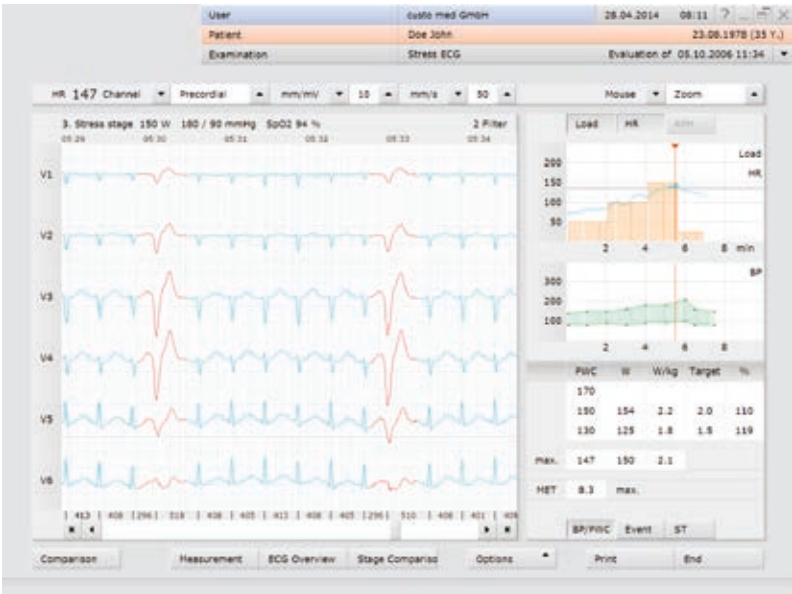 User custo med GmbH 28.04.2014 08:11 ?
Patient Doe John 23.08.1978 (35 Y.)
Examination Stress ECG Evaluation of 05.10.2006 11:34
HR 147 Channel Precordial mm/mV 10 mm/s 50 Mouse Zoom
3. Stress stage 150 W 180 / 90 mmHg SpO2 94 % 2 Filter
05:29 05:30 05:31 05:32 05:33 05:34
V1
V2
V3
V4
V5
V6
413 408 [296] 518 408 405 413 408 405 [296] 510 408 401 408
Load HR
200 Load
150 HR
100
50
2 4 6 8 min
300 BP
200
100
2 4 6 8
PWC W W/kg Target %
170
150 154 2.2 2.0 110
130 125 1.8 1.5 119
max. 147 150 2.1
MET 8.3 max.
BP/PWC Event ST
Comparison Measurement ECG Overview Stage Compariso Options Print End